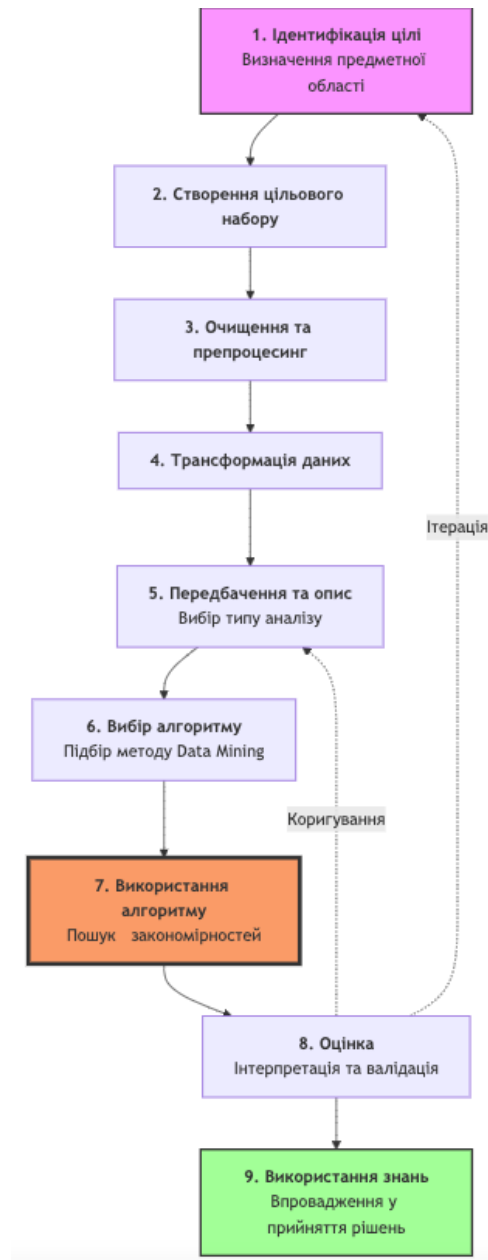 1. Ідентифікація цілі
Визначення предметної
області
2. Створення цільового
набору
3. Очищення та
препроцесинг
4. Трансформація даних
Ітерація
5. Передбачення та опис
Вибір типу аналізу
6. Вибір алгоритму
Підбір методу Data Mining
Коригування
7. Використання
алгоритму
Пошук закономірностей
8. Оцінка
Інтерпретація та валідація
9. Використання знань
Впровадження у
прийняття рішень